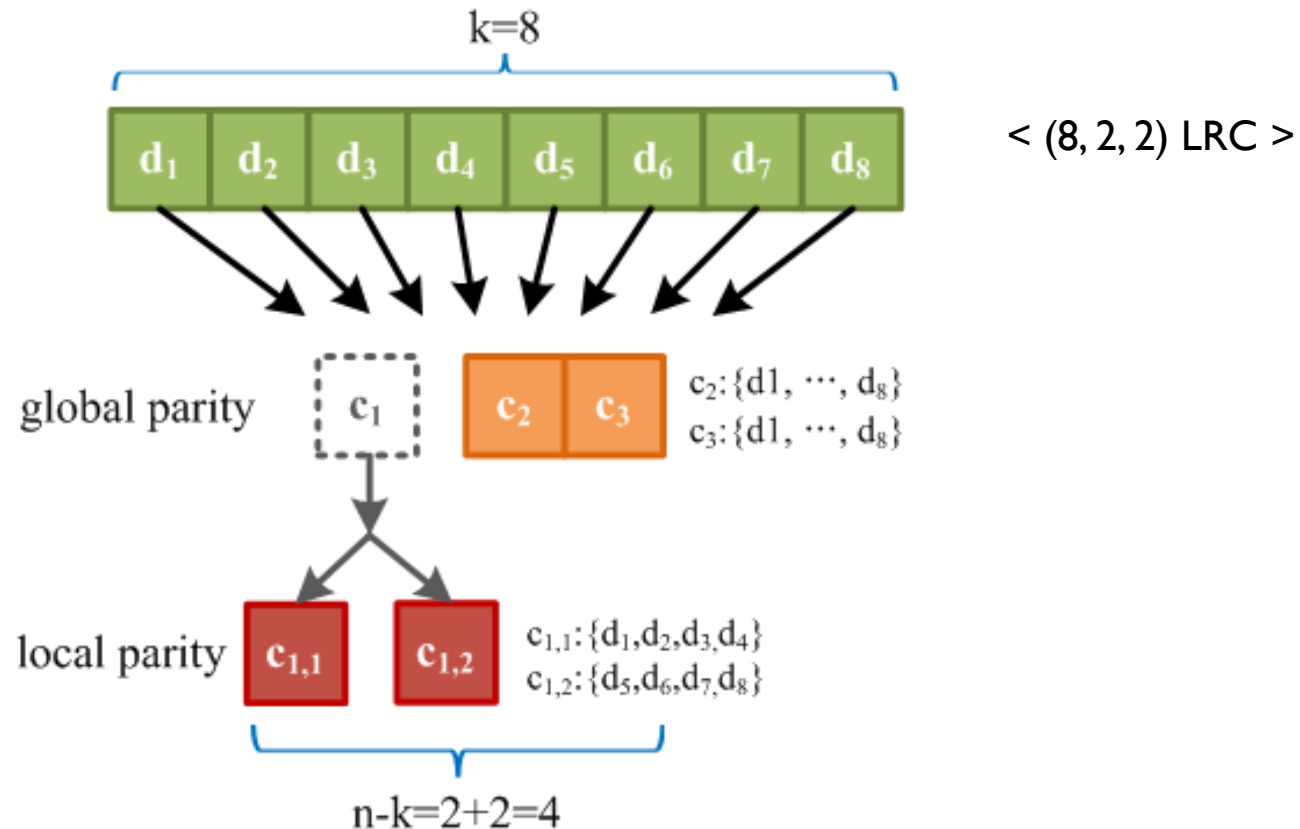 k=8
< (8, 2, 2) LRC >
d₁ d₂ d₃ d₄ d₅ d₆ d₇ d₈
global parity c₁ c₂ c₃
c₂:{d1, ⋯, d₈}
c₃:{d1, ⋯, d₈}
local parity c₁,₁ c₁,₂
c₁,₁:{d₁,d₂,d₃,d₄}
c₁,₂:{d₅,d₆,d₇,d₈}
n-k=2+2=4